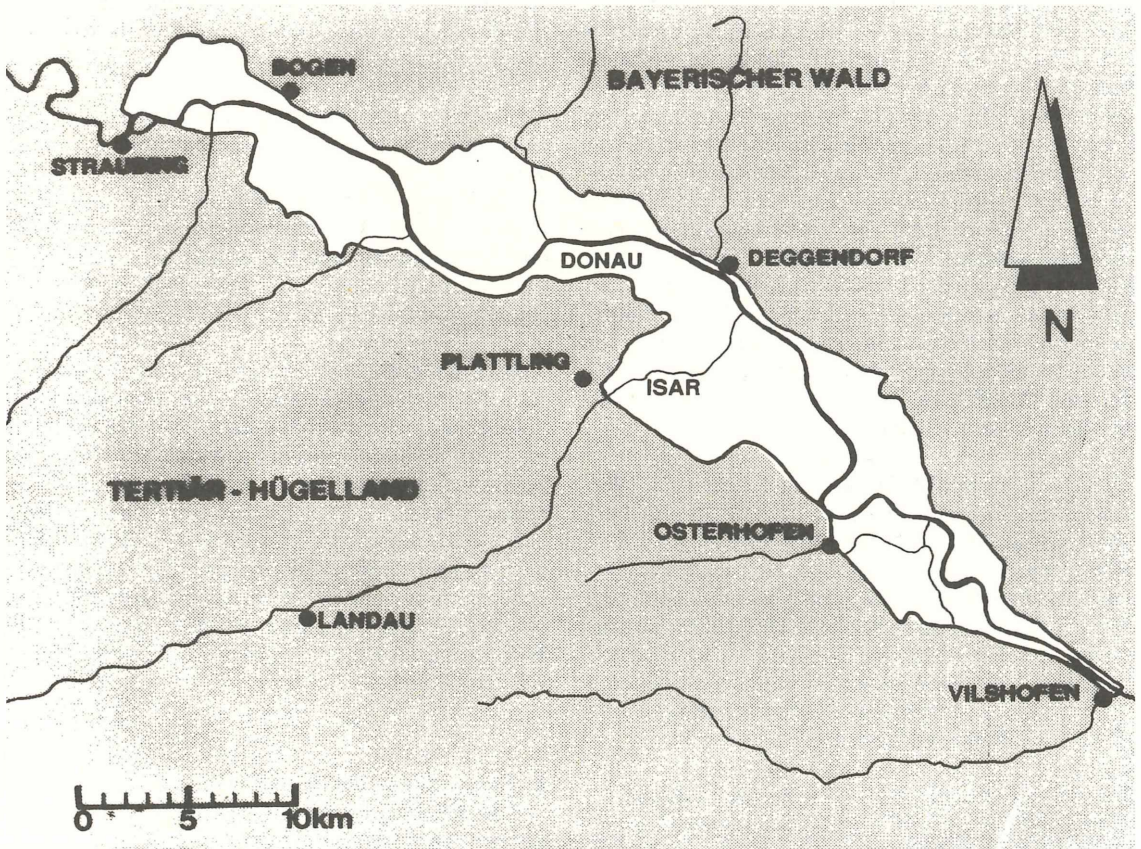 BOGEN
BAYERISCHER WALD
STRAUBING
DONAU
DEGGENDORF
N
PLATTLING
ISAR
TERTIÄR - HÜGELLAND
OSTERHOFEN
LANDAU
VILSHOFEN
0 5 10km